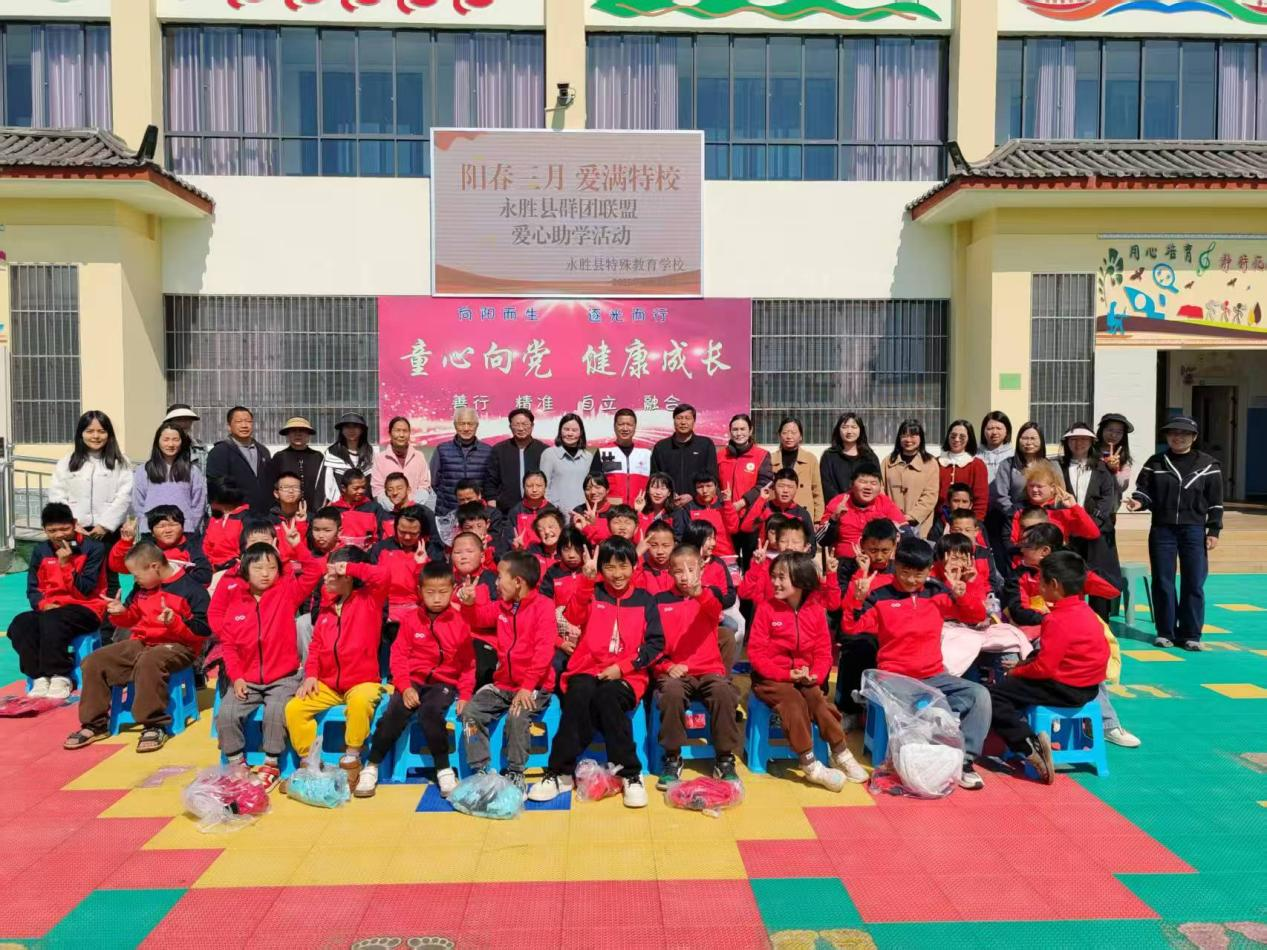 阳春三月 爱满特校
永胜县群团联盟
爱心助学活动
永胜县特殊教育学校
向阳而生 逐光而行
童心向党 健康成长
善行 精准 自立 融合
用心培育
静待花